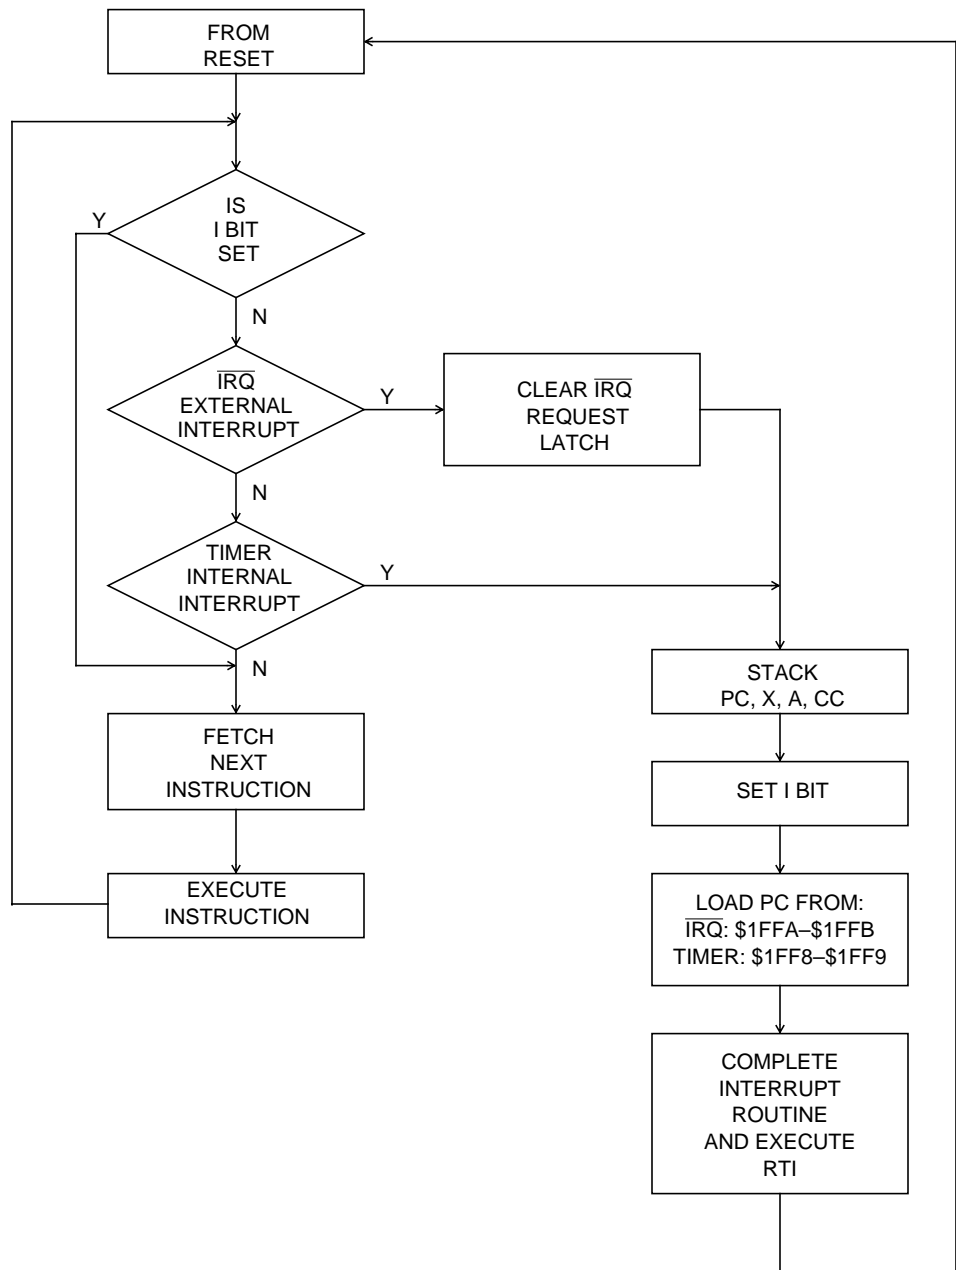 FROM
RESET
IS
I BIT
SET
Y
N
IRQ
EXTERNAL
INTERRUPT
Y
CLEAR IRQ
REQUEST
LATCH
N
TIMER
INTERNAL
INTERRUPT
Y
N
STACK
PC, X, A, CC
FETCH
NEXT
INSTRUCTION
SET I BIT
EXECUTE
INSTRUCTION
LOAD PC FROM:
IRQ: $1FFA–$1FFB
TIMER: $1FF8–$1FF9
COMPLETE
INTERRUPT
ROUTINE
AND EXECUTE
RTI